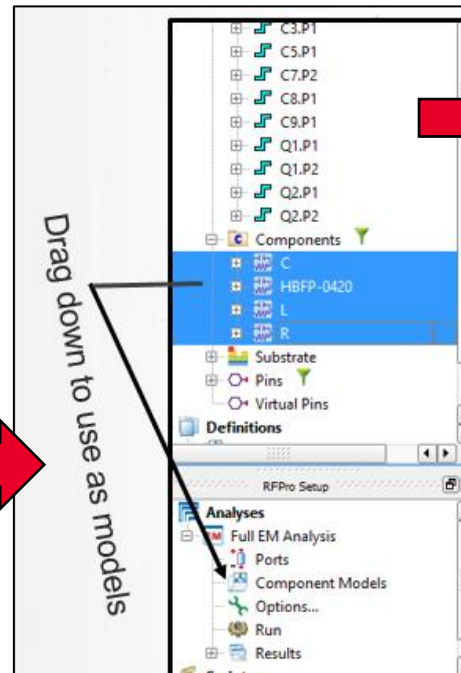 Drag down to use as models
C3.P1
C5.P1
C7.P2
C8.P1
C9.P1
Q1.P1
Q1.P2
Q2.P1
Q2.P2
Components
C
HBFP-0420
L
R
Substrate
Pins
Virtual Pins
Definitions
RFPro Setup
Analyses
Full EM Analysis
Ports
Component Models
Options...
Run
Results